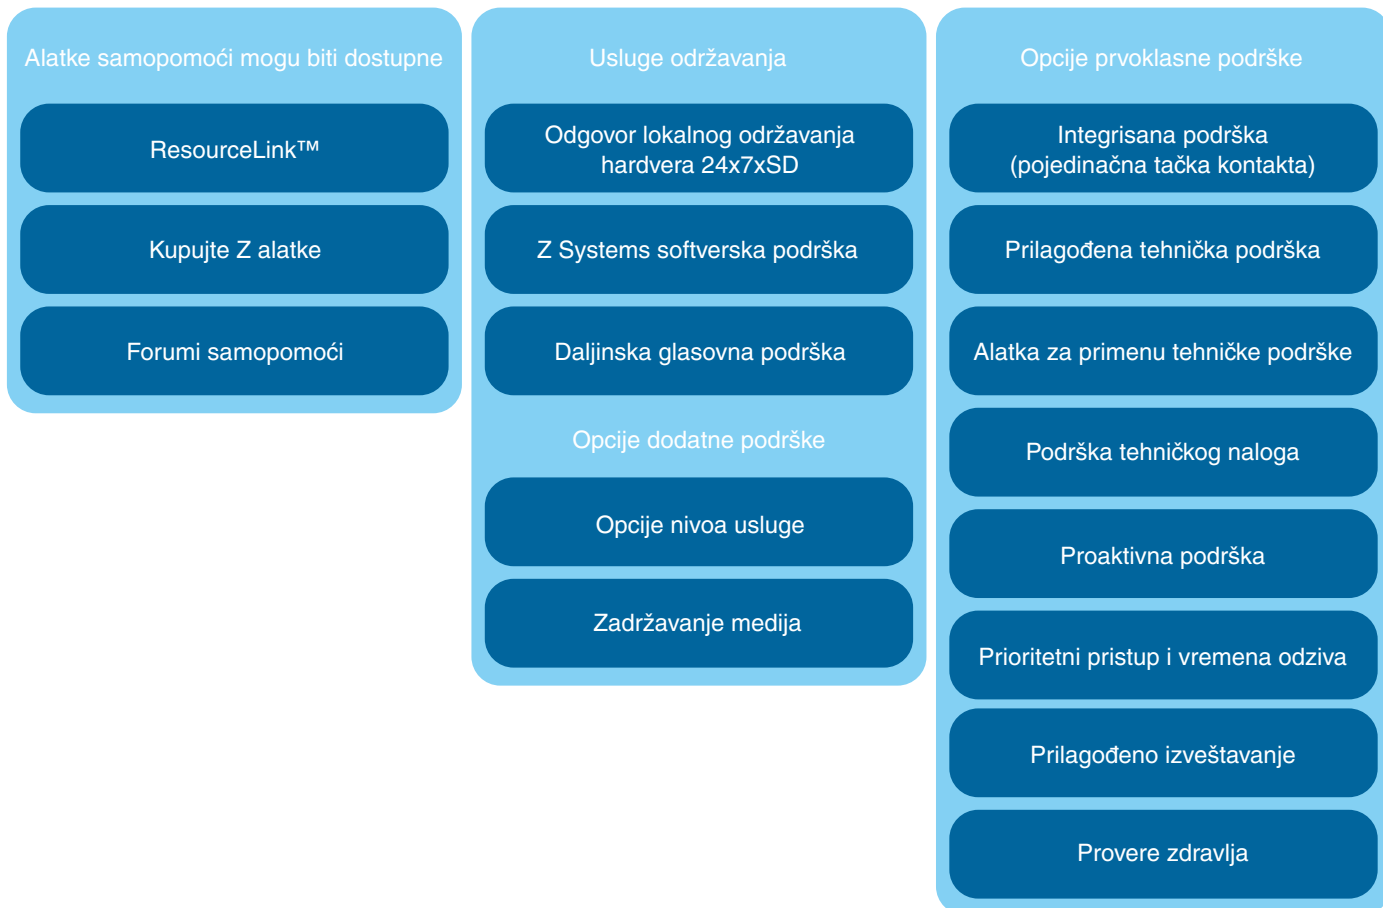 Alatke samopomoći mogu biti dostupne
ResourceLink™
Kupujte Z alatke
Forumi samopomoći
Usluge održavanja
Odgovor lokalnog održavanja
hardvera 24x7xSD
Z Systems softverska podrška
Daljinska glasovna podrška
Opcije dodatne podrške
Opcije nivoa usluge
Zadržavanje medija
Opcije prvoklasne podrške
Integrisana podrška
(pojedinačna tačka kontakta)
Prilagođena tehnička podrška
Alatka za primenu tehničke podrške
Podrška tehničkog naloga
Proaktivna podrška
Prioritetni pristup i vremena odziva
Prilagođeno izveštavanje
Provere zdravlja